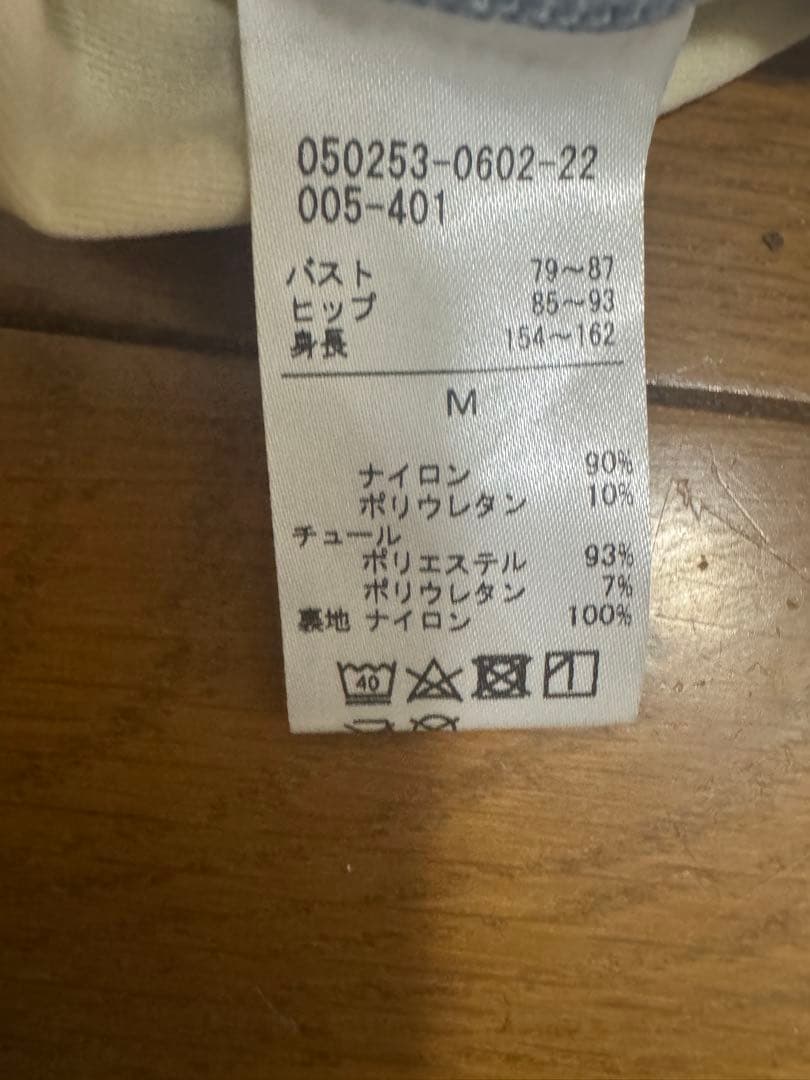 050253-0602-22
005-401
バスト 79～87
ヒップ 85～93
身長 154～162
M
ナイロン 90%
ポリウレタン 10%
チュール
ポリエステル 93%
ポリウレタン 7%
裏地 ナイロン 100%
40